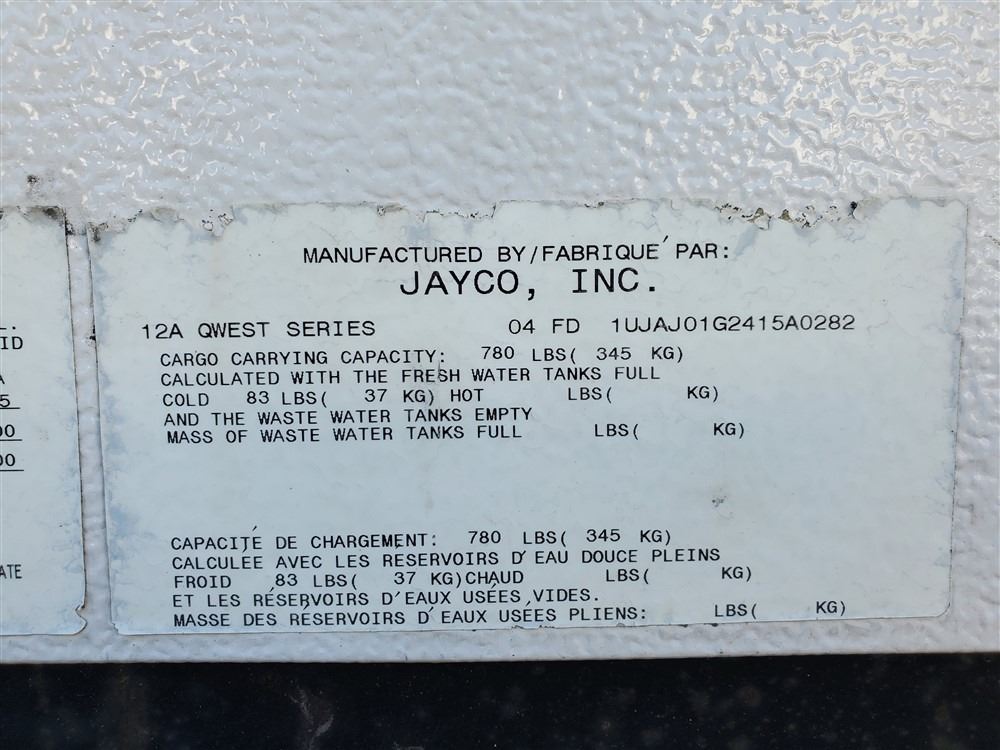 MANUFACTURED BY/FABRIQUÉ PAR:
JAYCO, INC.
12A QWEST SERIES 04 FD 1UJAJ01G2415A0282
CARGO CARRYING CAPACITY: 780 LBS( 345 KG)
CALCULATED WITH THE FRESH WATER TANKS FULL
COLD 83 LBS( 37 KG) HOT LBS( KG)
AND THE WASTE WATER TANKS EMPTY
MASS OF WASTE WATER TANKS FULL LBS( KG)
CAPACITÉ DE CHARGEMENT: 780 LBS( 345 KG)
CALCULÉE AVEC LES RESERVOIRS D'EAU DOUCE PLEINS
FROID 83 LBS( 37 KG)CHAUD LBS( KG)
ET LES RÉSERVOIRS D'EAUX USÉES VIDES.
MASSE DES RÉSERVOIRS D'EAUX USÉES PLIENS: LBS( KG)